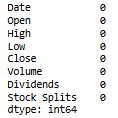 Date 0
Open 0
High 0
Low 0
Close 0
Volume 0
Dividends 0
Stock Splits 0
dtype: int64